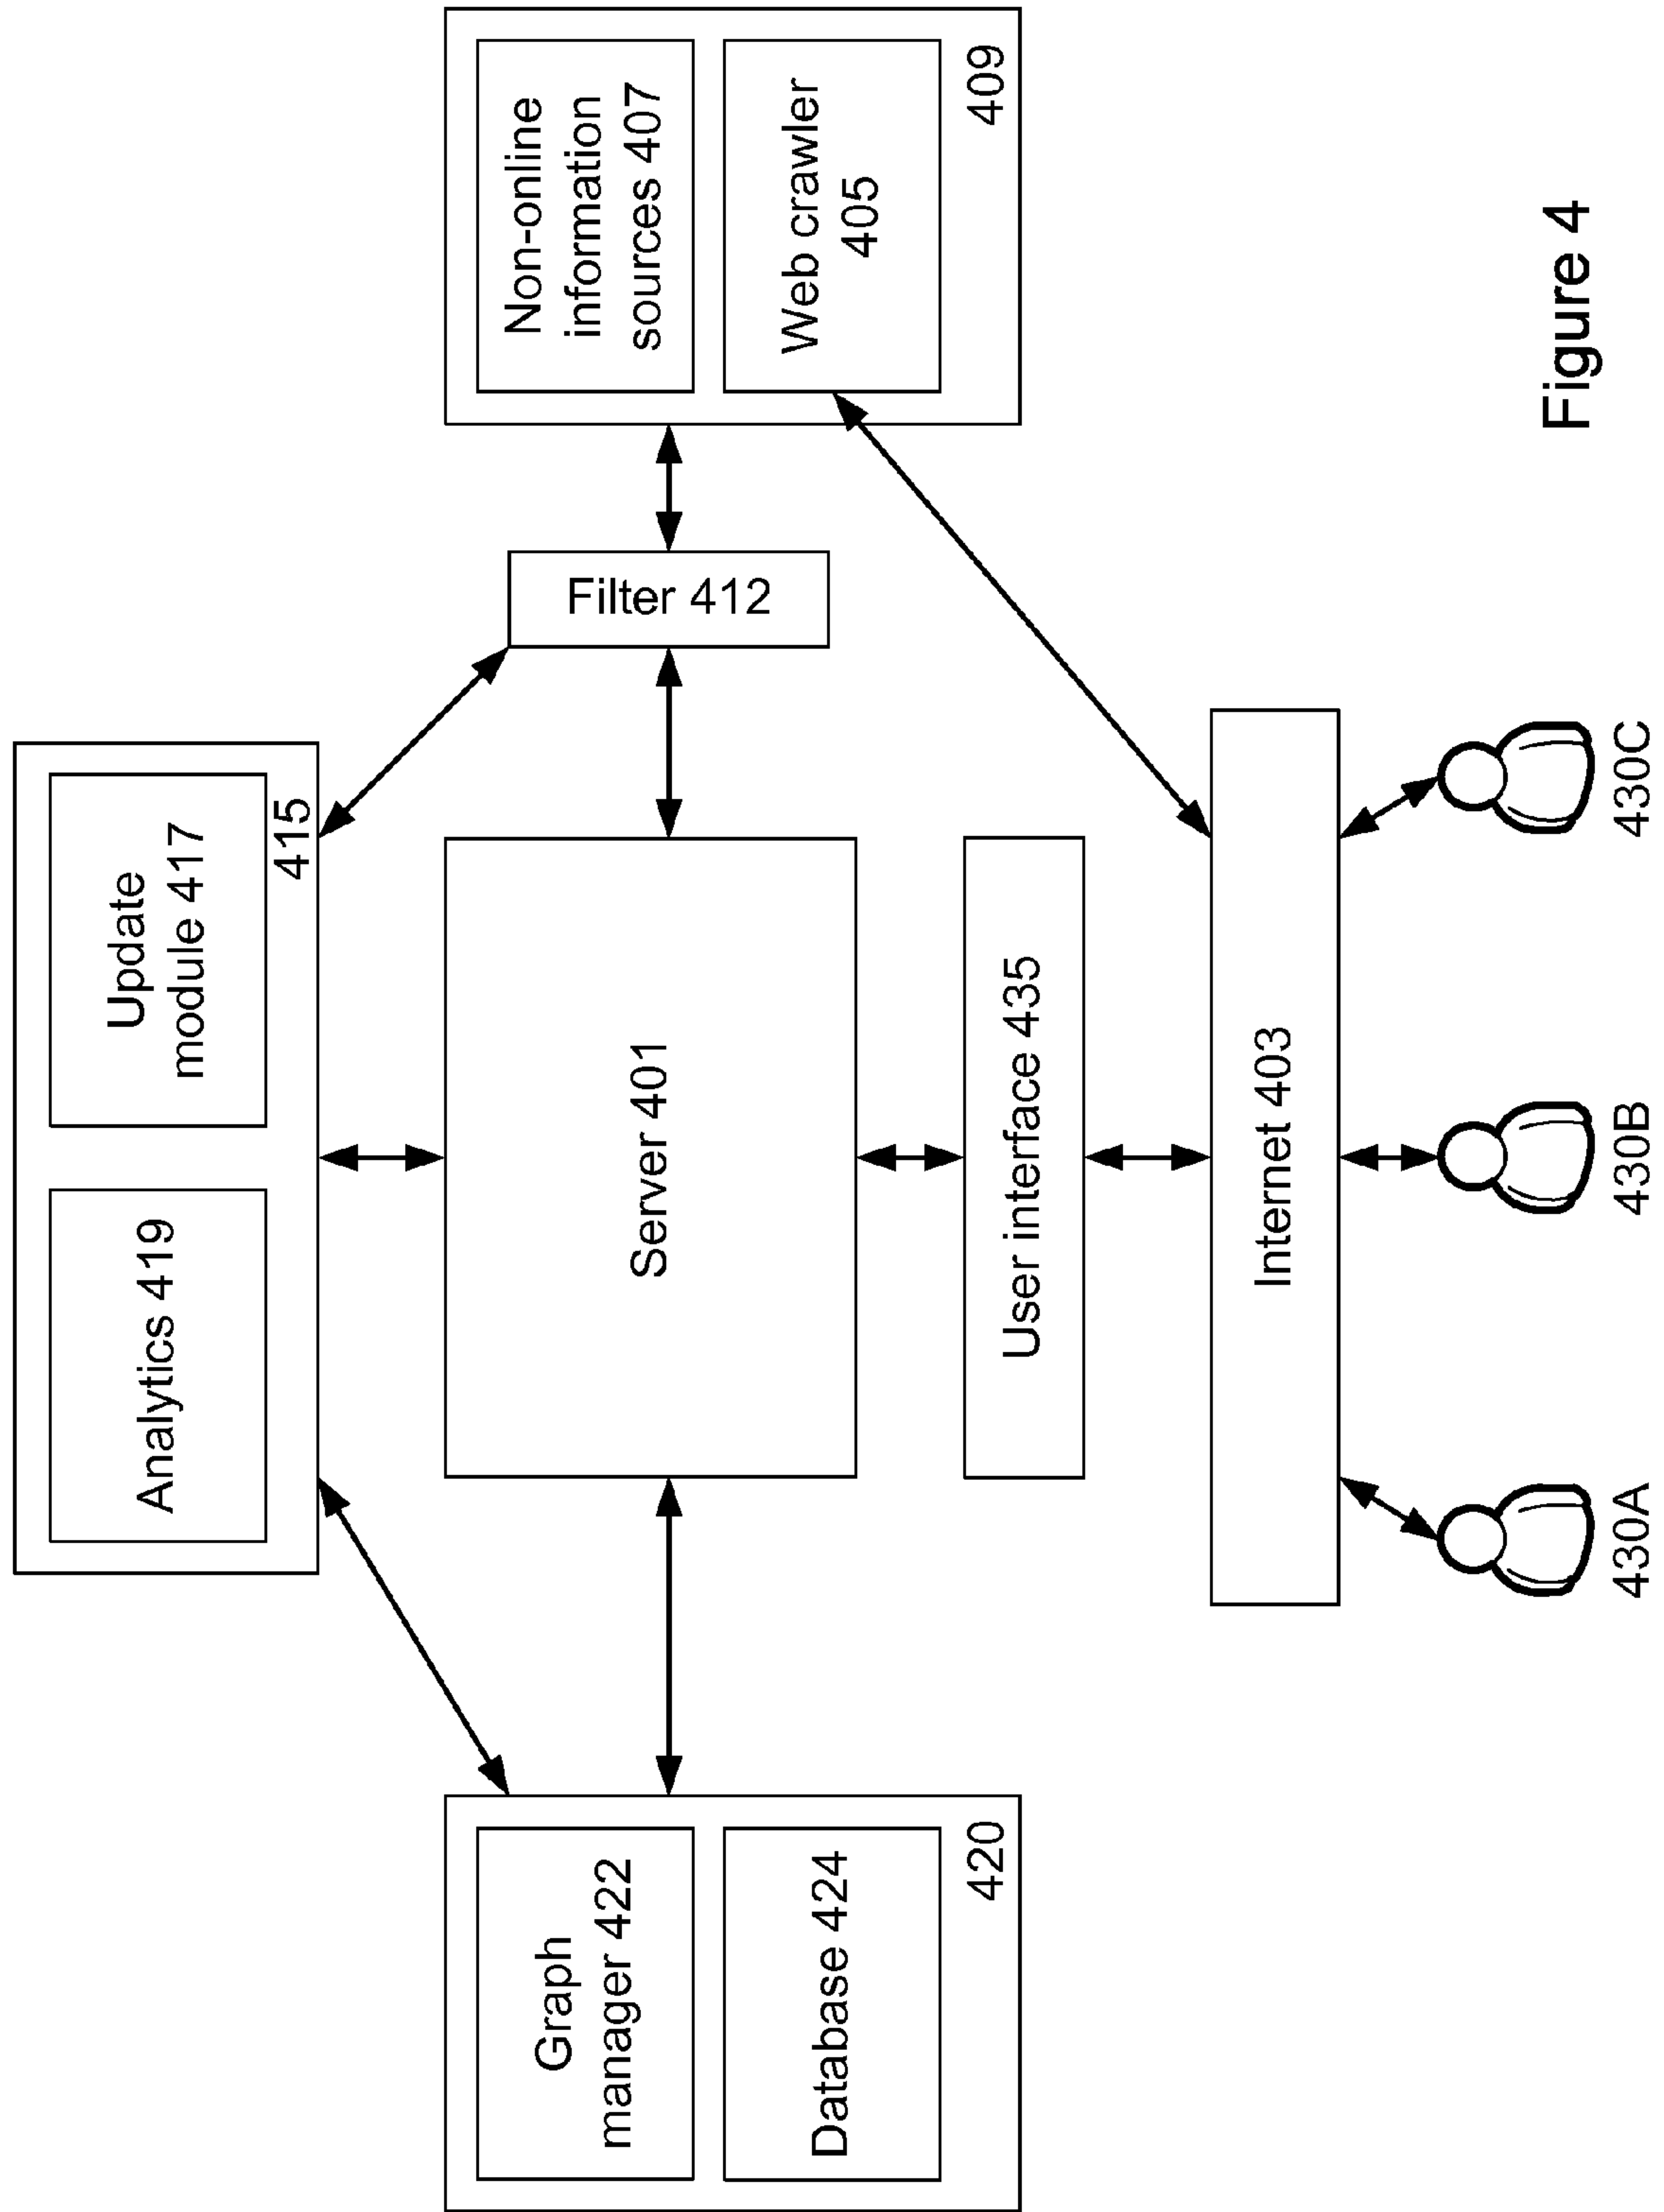 Analytics 419
Update
module 417
415
Graph
manager 422
Database 424
420
Server 401
Filter 412
Non-online
information
sources 407
Web crawler
405
409
User interface 435
Internet 403
430A
430B
430C
Figure 4